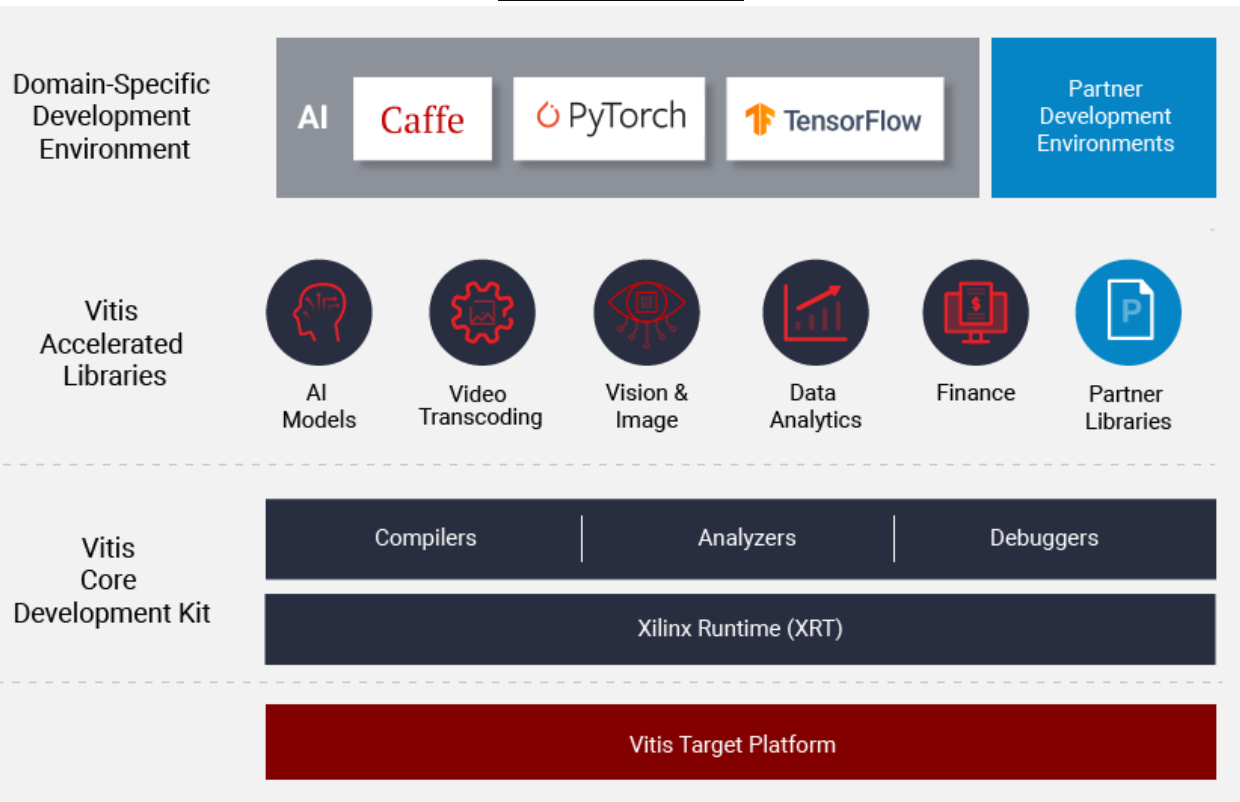 Domain-Specific
Development
Environment
AI
Caffe
PyTorch
TensorFlow
Partner
Development
Environments
Vitis
Accelerated
Libraries
AI
Models
Video
Transcoding
Vision &
Image
Data
Analytics
$
Finance
P
Partner
Libraries
Vitis
Core
Development Kit
Compilers
Analyzers
Debuggers
Xilinx Runtime (XRT)
Vitis Target Platform